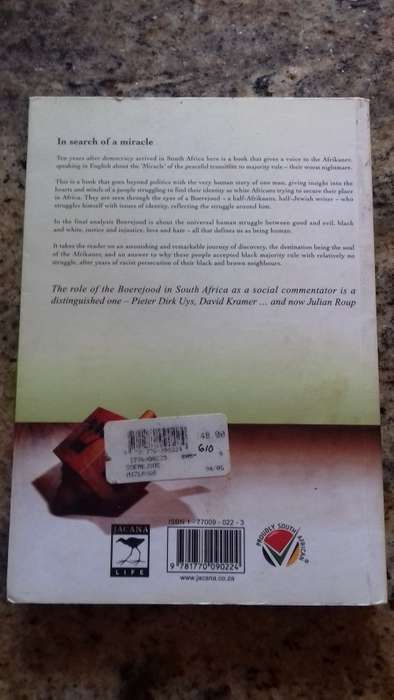 In search of a miracle
Ten years after democracy arrived in South Africa here is a book that gives a voice to the Afrikaner,
speaking in English about the 'Miracle' of the peaceful transition to majority rule – their worst nightmare.
This is a book that goes beyond politics with the very human story of one man, giving insight into the
hearts and minds of a people struggling to find their identity as white Africans trying to secure their place
in Africa. They are seen through the eyes of a Boerejood – a half-Afrikaner, half-Jewish writer – who
struggles himself with issues of identity, reflecting the struggle around him.
In the final analysis Boerejood is about the universal human struggle between good and evil, black
and white, justice and injustice, love and hate – all that defines us as being human.
It takes the reader on an astonishing and remarkable journey of discovery, the destination being the soul
of the Afrikaner, and an answer to why these people accepted black majority rule with relatively no
struggle, after years of racist persecution of their black and brown neighbours.
The role of the Boerejood in South Africa as a social commentator is a
distinguished one – Pieter Dirk Uys, David Kramer ... and now Julian Roup
48.00
G10
04/05
ISBN 1-77009-022-3
JACANA
LIFE
9 781770 090224
www.jacana.co.za
PROUDLY SOUTH AFRICAN